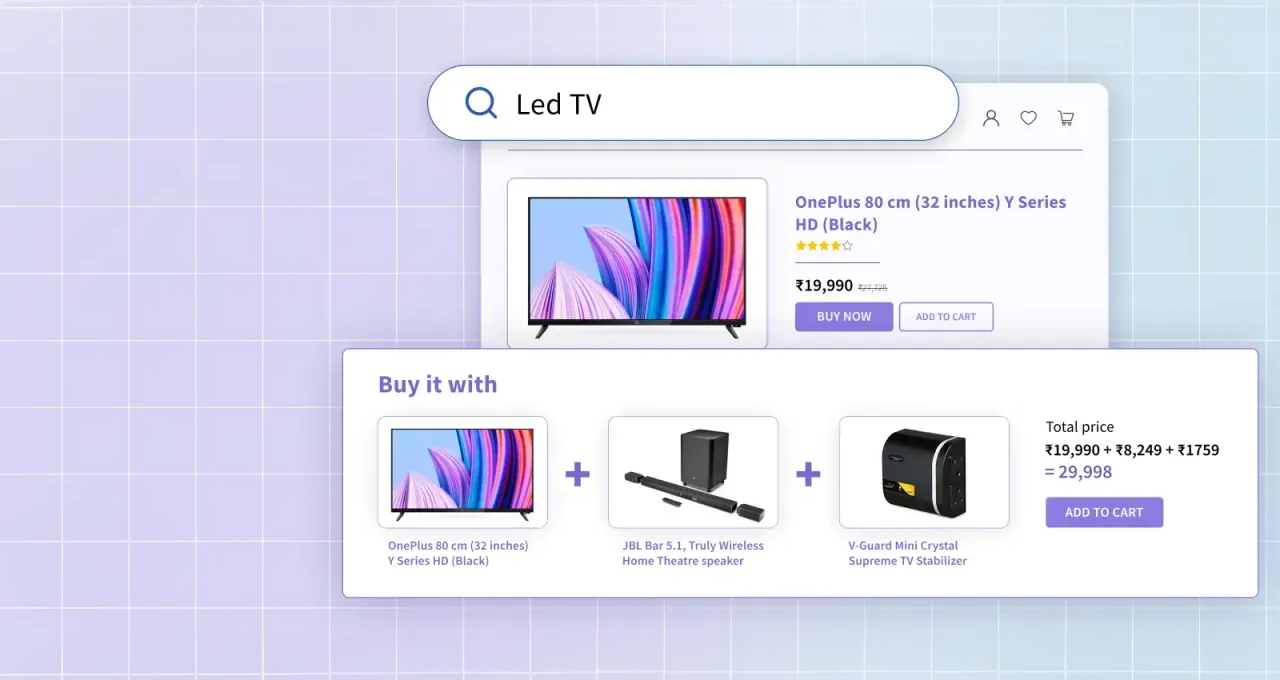 Led TV
OnePlus 80 cm (32 inches) Y Series
HD (Black)
₹19,990 ₹27,725
BUY NOW
ADD TO CART
Buy it with
OnePlus 80 cm (32 inches)
Y Series HD (Black)
JBL Bar 5.1, Truly Wireless
Home Theatre speaker
V-Guard Mini Crystal
Supreme TV Stabilizer
Total price
₹19,990 + ₹8,249 + ₹1759
= 29,998
ADD TO CART